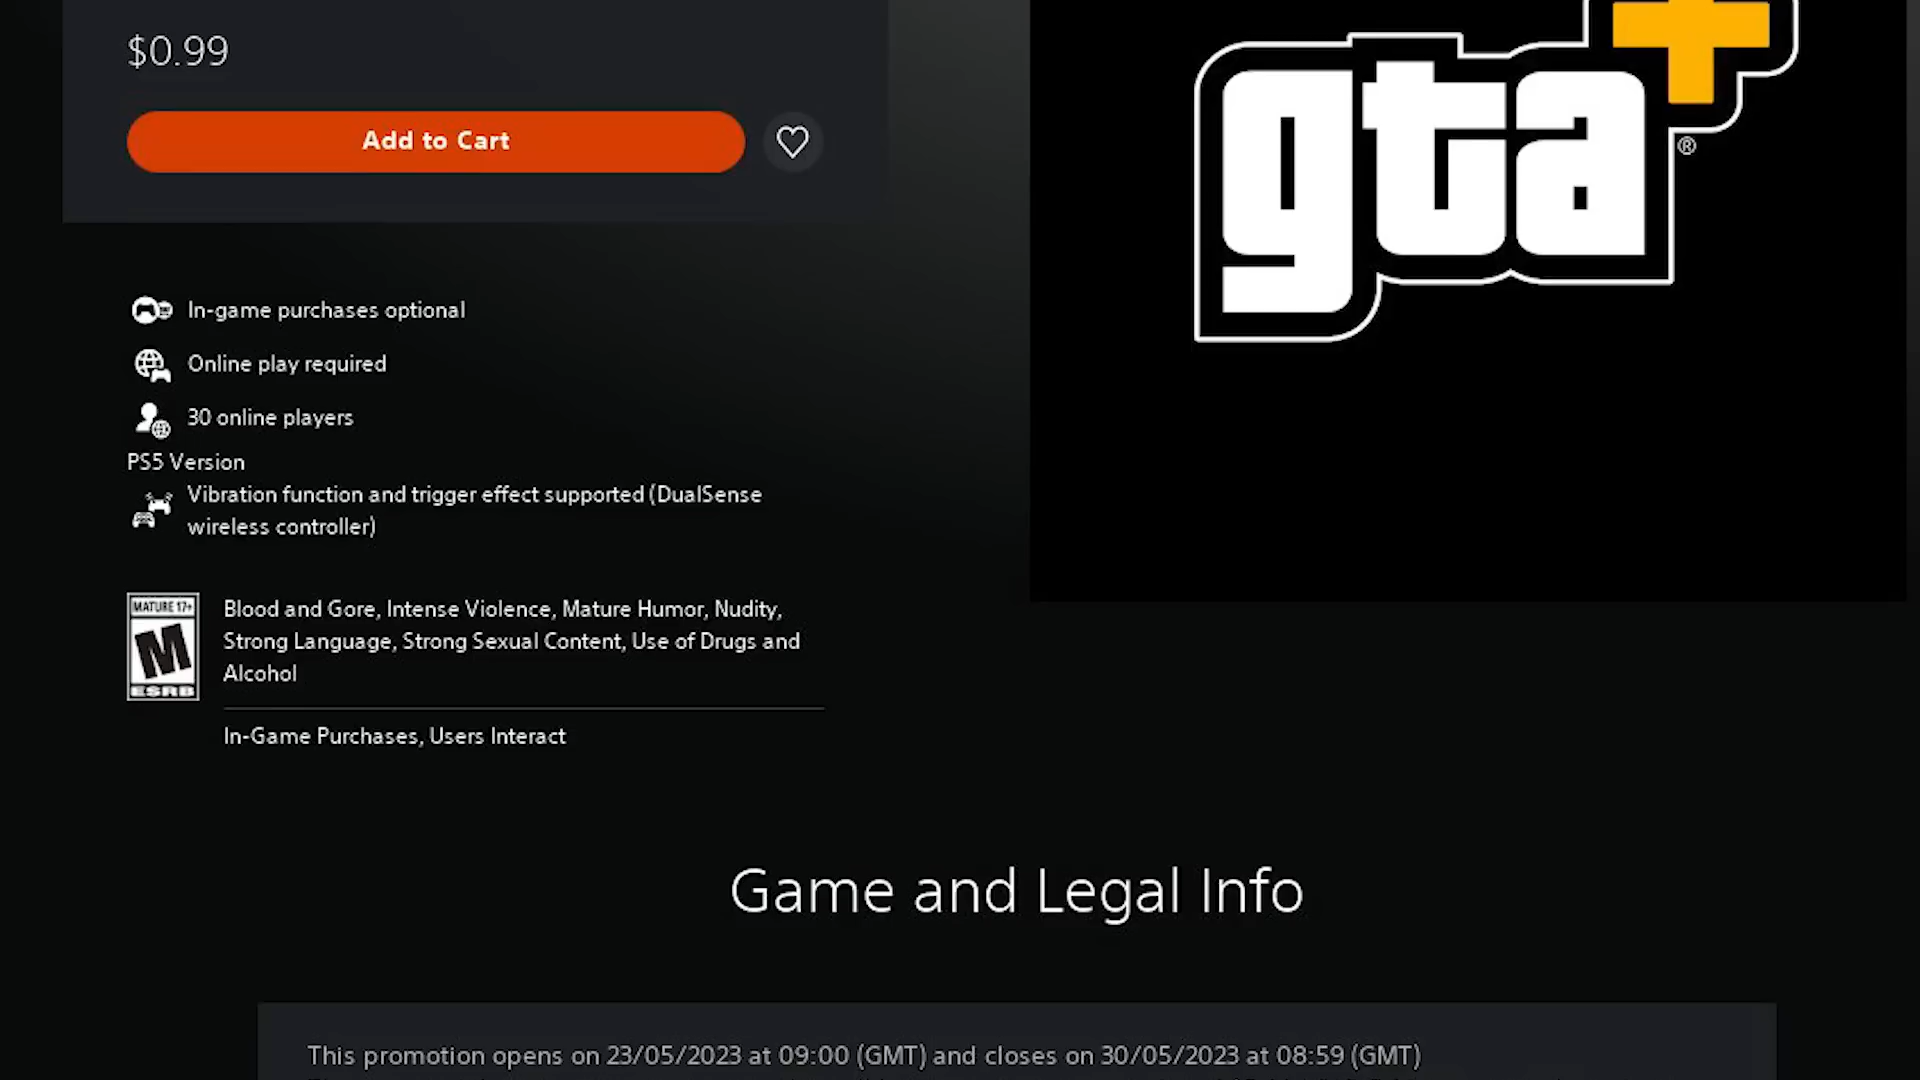 $0.99
Add to Cart
gta+
®
In-game purchases optional
Online play required
30 online players
PS5 Version
Vibration function and trigger effect supported (DualSense
wireless controller)
MATURE 17+
M
ESRB
Blood and Gore, Intense Violence, Mature Humor, Nudity,
Strong Language, Strong Sexual Content, Use of Drugs and
Alcohol
In-Game Purchases, Users Interact
Game and Legal Info
This promotion opens on 23/05/2023 at 09:00 (GMT) and closes on 30/05/2023 at 08:59 (GMT)